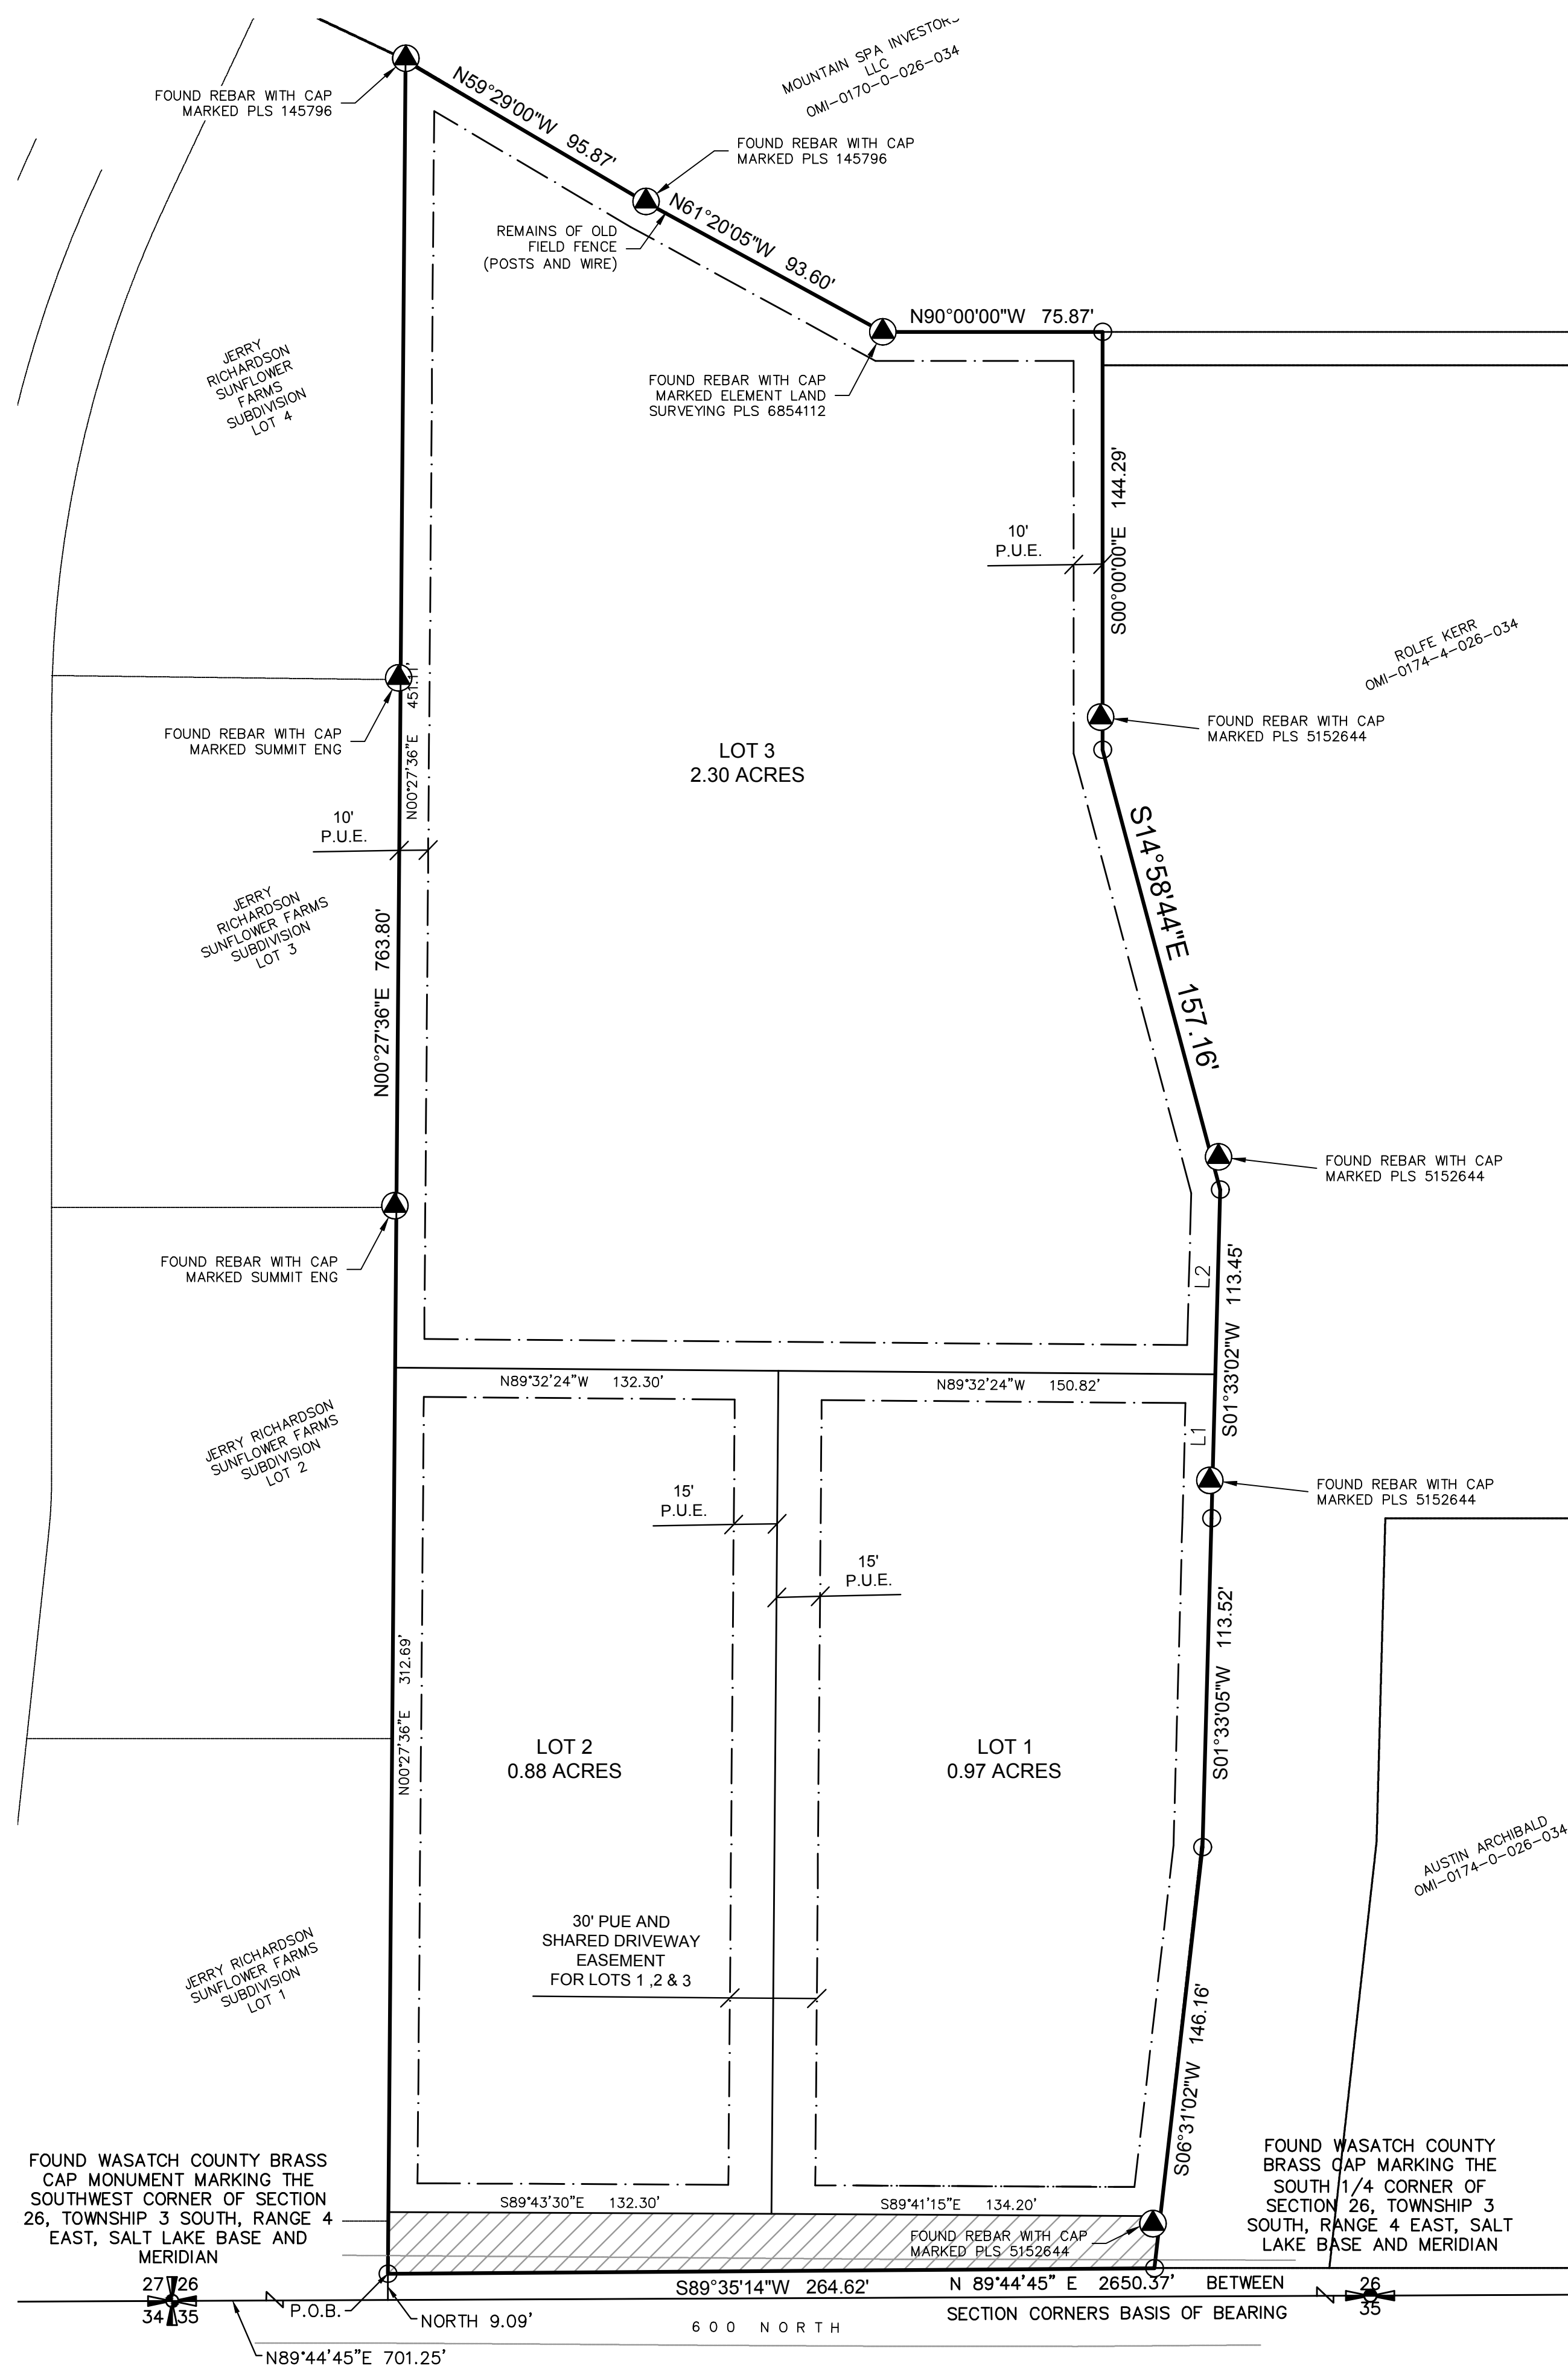 MOUNTAIN SPA INVESTORS
LLC
OMI-0170-0-026-034
FOUND REBAR WITH CAP
MARKED PLS 145796
N59°29'00"W 95.87'
FOUND REBAR WITH CAP
MARKED PLS 145796
N61°20'05"W 93.60'
REMAINS OF OLD
FIELD FENCE
(POSTS AND WIRE)
N90°00'00"W 75.87'
FOUND REBAR WITH CAP
MARKED ELEMENT LAND
SURVEYING PLS 6854112
JERRY
RICHARDSON
SUNFLOWER
FARMS
SUBDIVISION
LOT 4
10'
P.U.E.
S00°00'00"E 144.29'
ROLFE KERR
OMI-0174-4-026-034
FOUND REBAR WITH CAP
MARKED SUMMIT ENG
N00°27'36"E 451.11'
LOT 3
2.30 ACRES
FOUND REBAR WITH CAP
MARKED PLS 5152644
10'
P.U.E.
S14°58'44"E 157.16'
JERRY
RICHARDSON
SUNFLOWER FARMS
SUBDIVISION
LOT 3
N00°27'36"E 763.80'
FOUND REBAR WITH CAP
MARKED PLS 5152644
FOUND REBAR WITH CAP
MARKED SUMMIT ENG
L2
S01°33'02"W 113.45'
N89°32'24"W 132.30'
N89°32'24"W 150.82'
L1
JERRY RICHARDSON
SUNFLOWER FARMS
SUBDIVISION
LOT 2
15'
P.U.E.
FOUND REBAR WITH CAP
MARKED PLS 5152644
15'
P.U.E.
N00°27'36"E 312.69'
S01°33'05"W 113.52'
LOT 2
0.88 ACRES
LOT 1
0.97 ACRES
AUSTIN ARCHIBALD
OMI-0174-0-026-034
30' PUE AND
SHARED DRIVEWAY
EASEMENT
FOR LOTS 1 ,2 & 3
JERRY RICHARDSON
SUNFLOWER FARMS
SUBDIVISION
LOT 1
S06°31'02"W 146.16'
FOUND WASATCH COUNTY BRASS
CAP MONUMENT MARKING THE
SOUTHWEST CORNER OF SECTION
26, TOWNSHIP 3 SOUTH, RANGE 4
EAST, SALT LAKE BASE AND
MERIDIAN
S89°43'30"E 132.30'
S89°41'15"E 134.20'
FOUND REBAR WITH CAP
MARKED PLS 5152644
FOUND WASATCH COUNTY
BRASS CAP MARKING THE
SOUTH 1/4 CORNER OF
SECTION 26, TOWNSHIP 3
SOUTH, RANGE 4 EAST, SALT
LAKE BASE AND MERIDIAN
27 26
34 35
P.O.B.
NORTH 9.09'
S89°35'14"W 264.62'
N 89°44'45" E 2650.37' BETWEEN
SECTION CORNERS BASIS OF BEARING
26
35
600 NORTH
N89°44'45"E 701.25'